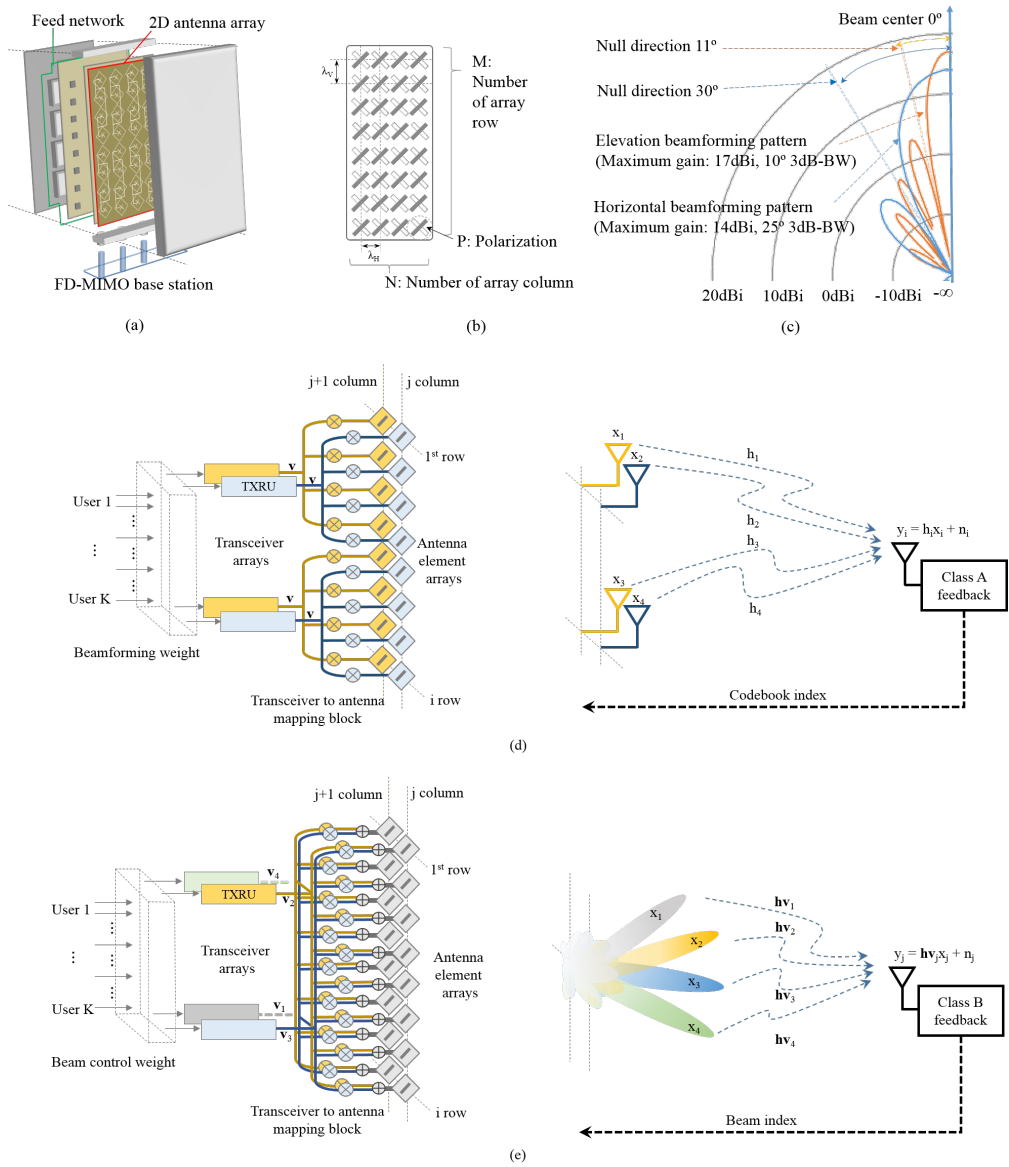 Feed network
2D antenna array
FD-MIMO base station
(a)
λV
M:
Number
of array
row
P: Polarization
λH
N: Number of array column
(b)
Beam center 0º
Null direction 11º
Null direction 30º
Elevation beamforming pattern
(Maximum gain: 17dBi, 10º 3dB-BW)
Horizontal beamforming pattern
(Maximum gain: 14dBi, 25º 3dB-BW)
20dBi 10dBi 0dBi -10dBi -∞
(c)
j+1 column
j column
1st row
v
v
TXRU
User 1
Transceiver
arrays
Antenna
element
arrays
User K
v
v
Beamforming weight
i row
Transceiver to antenna
mapping block
x1
x2
h1
h2
h3
x3
x4
h4
yi = hixi + ni
Class A
feedback
Codebook index
(d)
j+1 column
j column
1st row
v4
TXRU
v2
User 1
Transceiver
arrays
Antenna
element
arrays
User K
v1
v3
Beam control weight
i row
Transceiver to antenna
mapping block
x1
x2
x3
x4
hv1
hv2
hv3
hv4
yj = hvjxj + nj
Class B
feedback
Beam index
(e)